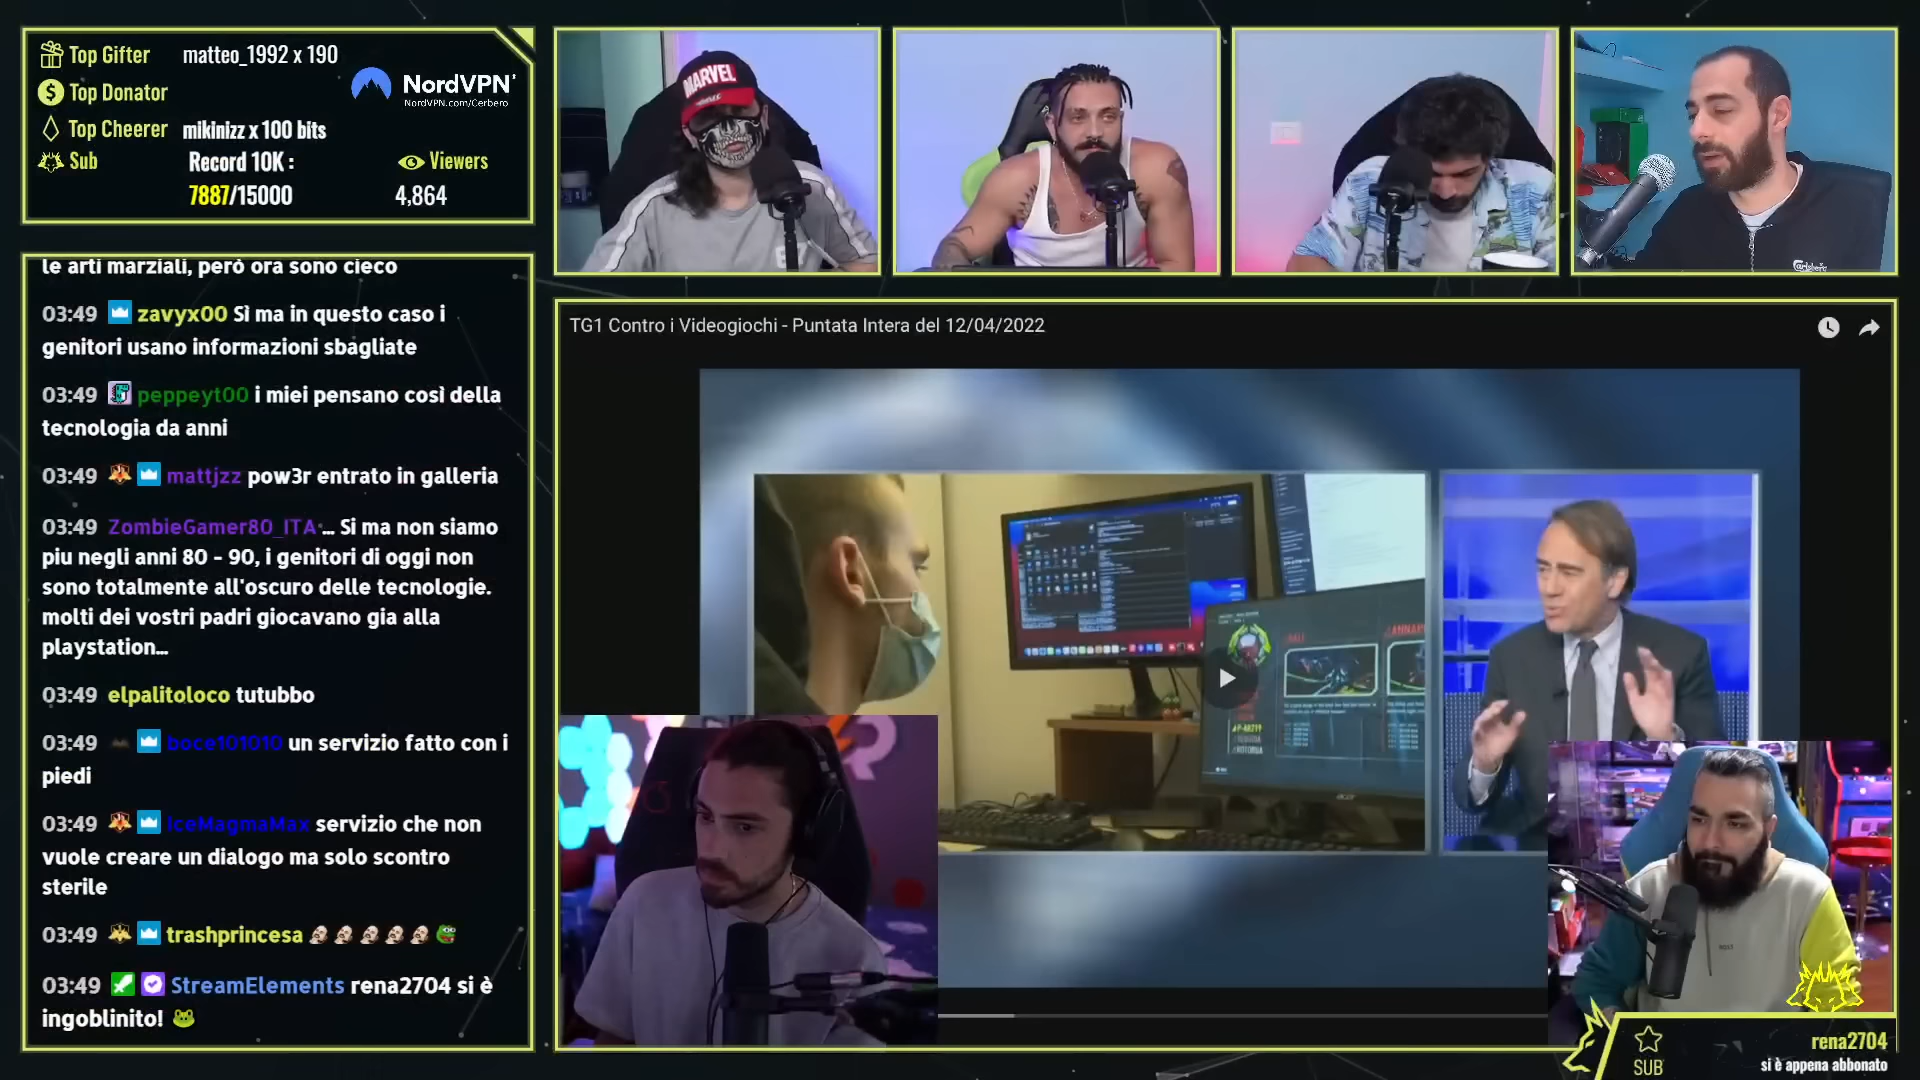 Top Gifter matteo_1992 x 190
Top Donator
Top Cheerer mikinizz x 100 bits
Sub Record 10K :
7887/15000
NordVPN
NordVPN.com/Cerbero
Viewers
4,864
le arti marziali, però ora sono cieco
03:49 zavyx00 Sì ma in questo caso i
genitori usano informazioni sbagliate
03:49 peppeyt00 i miei pensano così della
tecnologia da anni
03:49 mattjzz pow3r entrato in galleria
03:49 ZombieGamer80_ITA ... Si ma non siamo
piu negli anni 80 - 90, i genitori di oggi non
sono totalmente all'oscuro delle tecnologie.
molti dei vostri padri giocavano gia alla
playstation...
03:49 elpalitoloco tutubbo
03:49 boce101010 un servizio fatto con i
piedi
03:49 IceMagmaMax servizio che non
vuole creare un dialogo ma solo scontro
sterile
03:49 trashprincesa
03:49 StreamElements rena2704 si è
ingoblinito!
MARVEL
Carlsberg
TG1 Contro i Videogiochi - Puntata Intera del 12/04/2022
acer
SUB
rena2704
si è appena abbonato